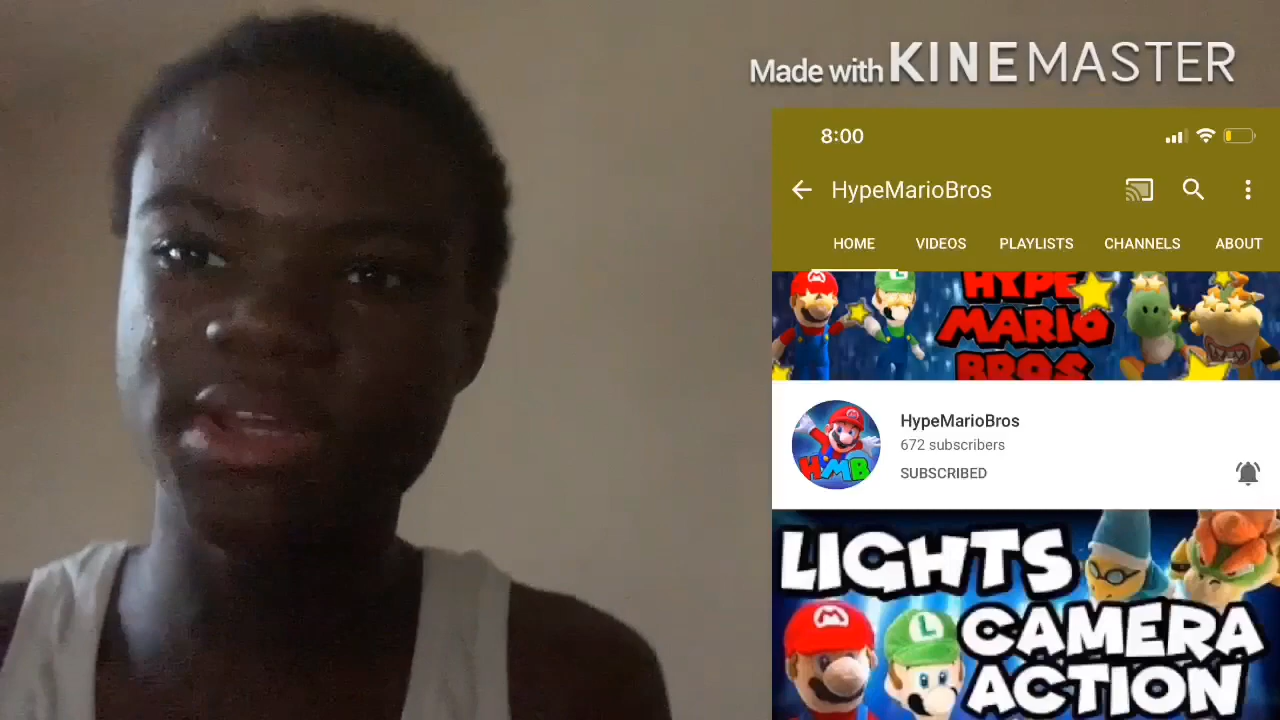 Made with KINEMASTER
8:00
HypeMarioBros
HOME VIDEOS PLAYLISTS CHANNELS ABOUT
HYPE
MARIO
BROS
HypeMarioBros
672 subscribers
SUBSCRIBED
HMB
LIGHTS
CAMERA
ACTION
M
L